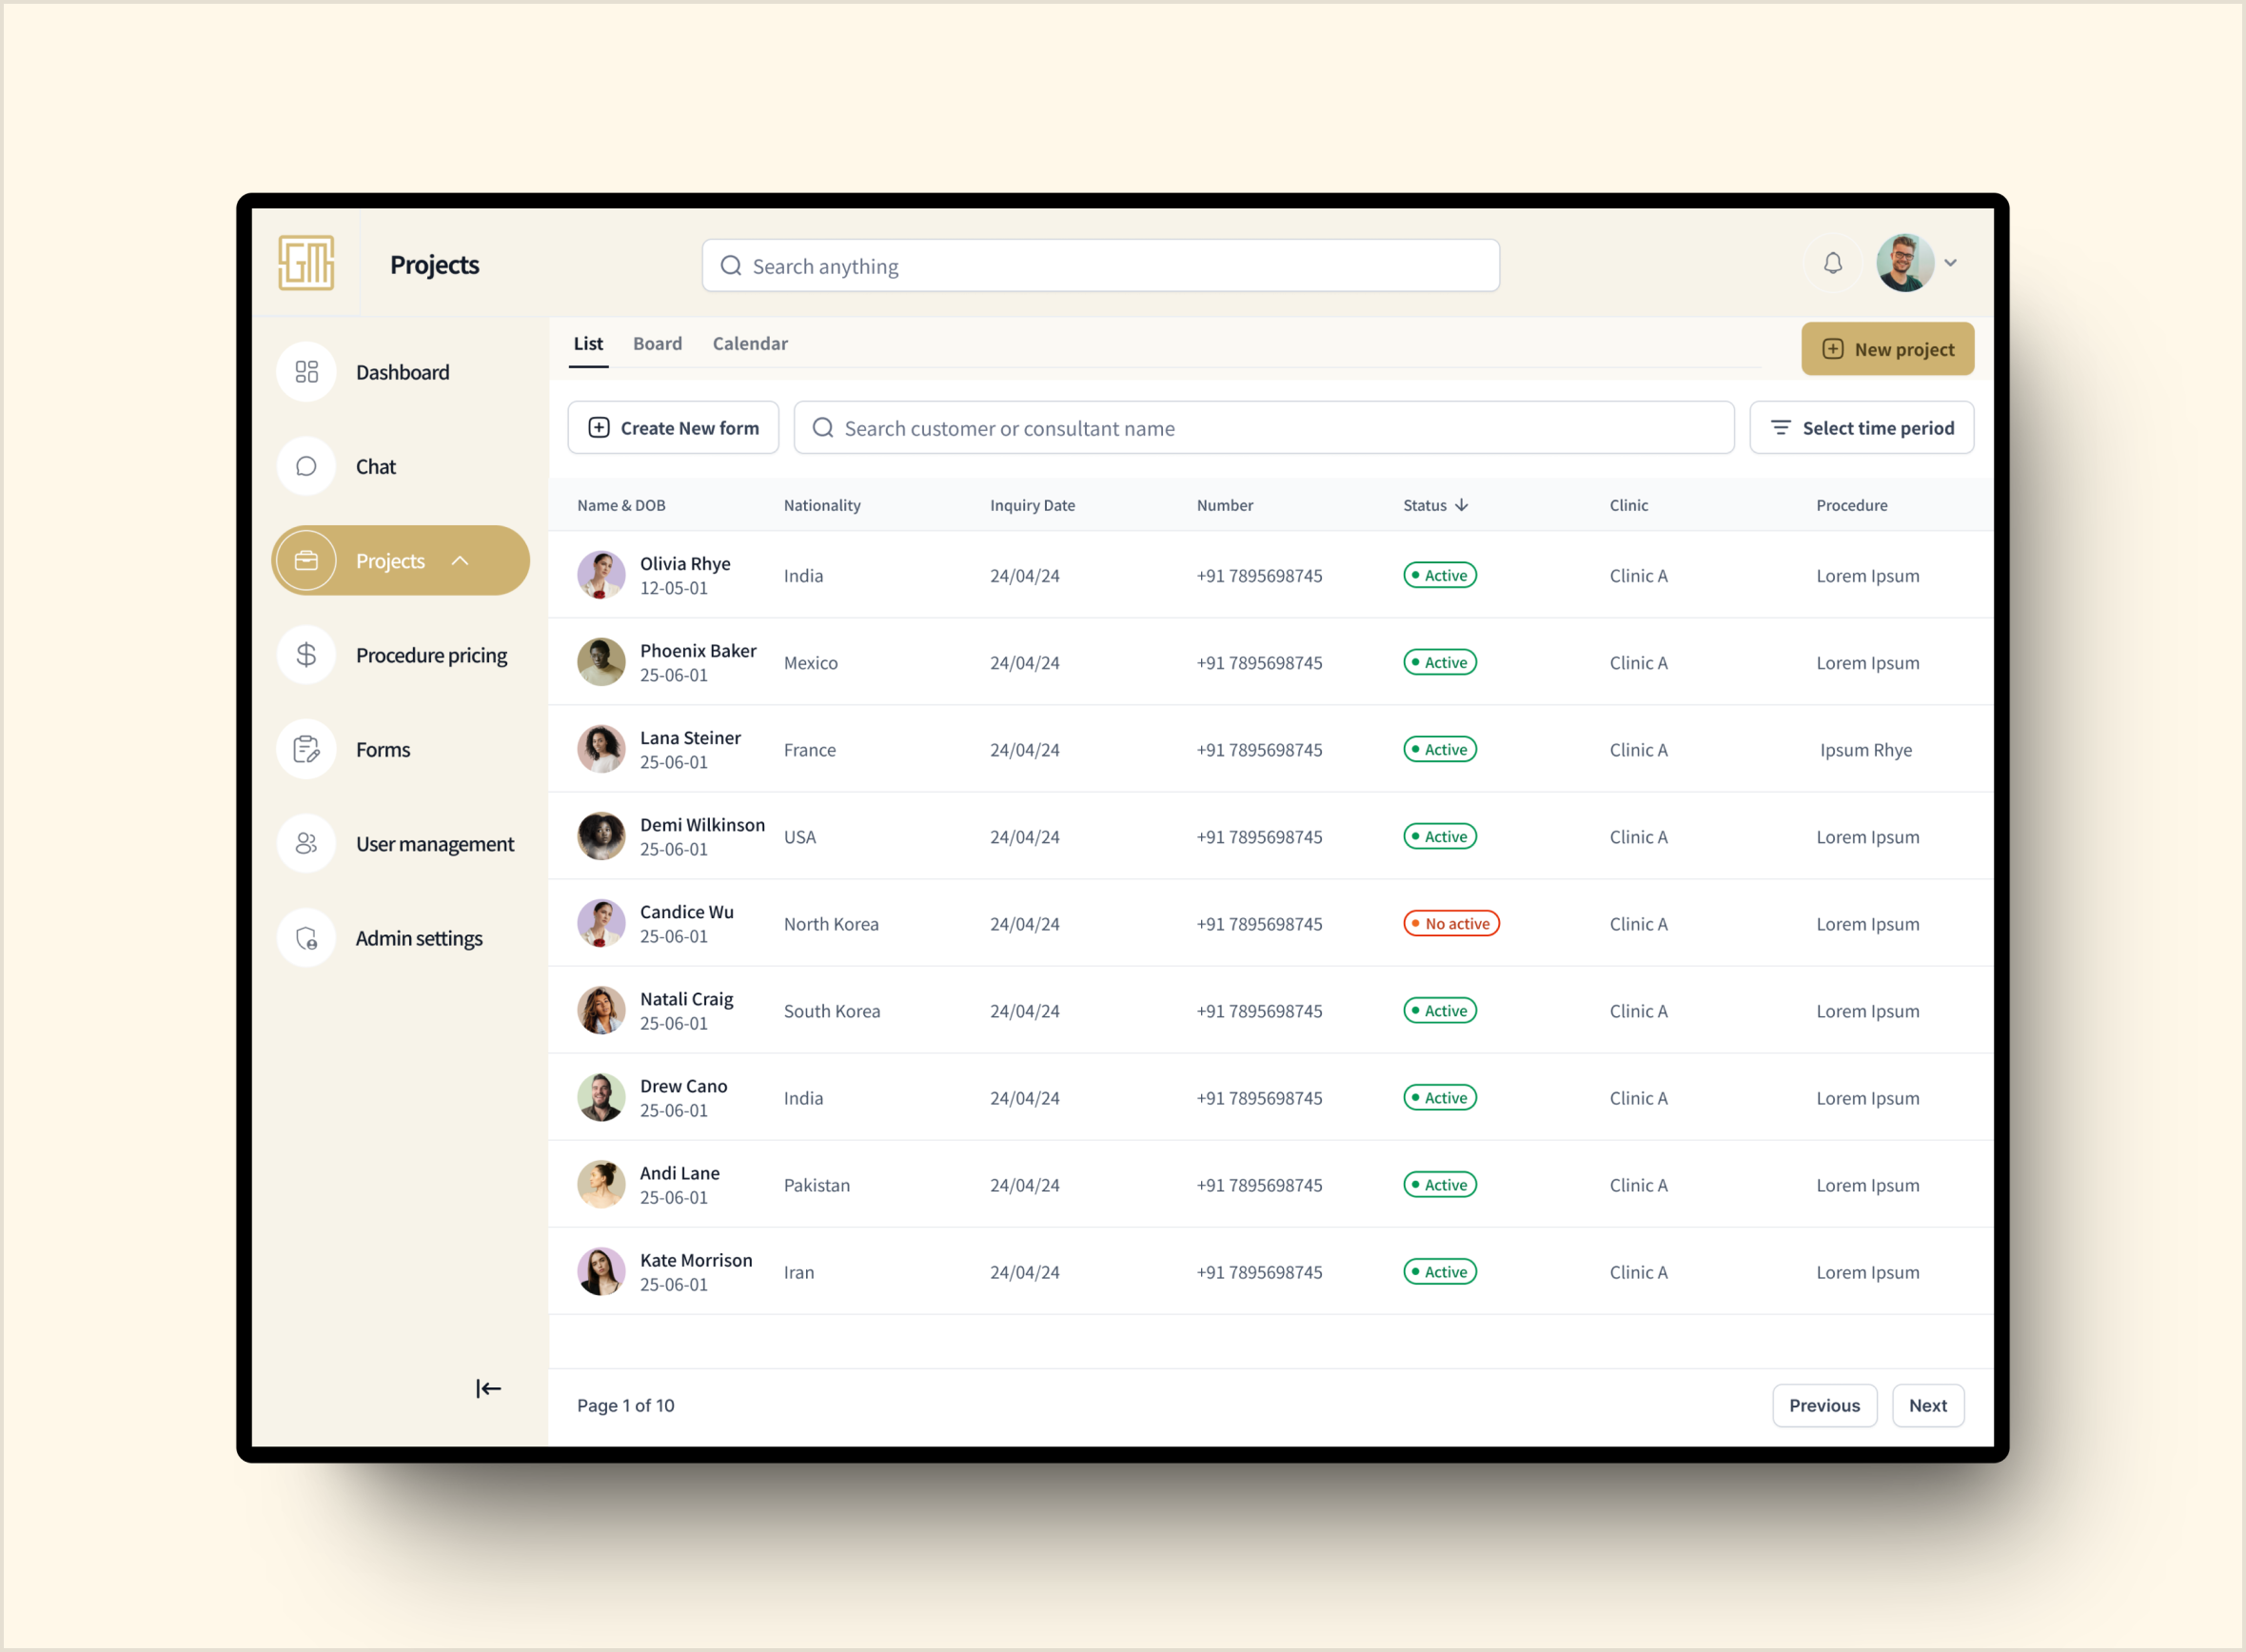 GM
Projects
Search anything
Dashboard
Chat
Projects
Procedure pricing
Forms
User management
Admin settings
List Board Calendar
New project
Create New form
Search customer or consultant name
Select time period
Name & DOB Nationality Inquiry Date Number Status Clinic Procedure
Olivia Rhye
12-05-01
India 24/04/24 +91 7895698745 Active Clinic A Lorem Ipsum
Phoenix Baker
25-06-01
Mexico 24/04/24 +91 7895698745 Active Clinic A Lorem Ipsum
Lana Steiner
25-06-01
France 24/04/24 +91 7895698745 Active Clinic A Ipsum Rhye
Demi Wilkinson
25-06-01
USA 24/04/24 +91 7895698745 Active Clinic A Lorem Ipsum
Candice Wu
25-06-01
North Korea 24/04/24 +91 7895698745 No active Clinic A Lorem Ipsum
Natali Craig
25-06-01
South Korea 24/04/24 +91 7895698745 Active Clinic A Lorem Ipsum
Drew Cano
25-06-01
India 24/04/24 +91 7895698745 Active Clinic A Lorem Ipsum
Andi Lane
25-06-01
Pakistan 24/04/24 +91 7895698745 Active Clinic A Lorem Ipsum
Kate Morrison
25-06-01
Iran 24/04/24 +91 7895698745 Active Clinic A Lorem Ipsum
Page 1 of 10
Previous Next